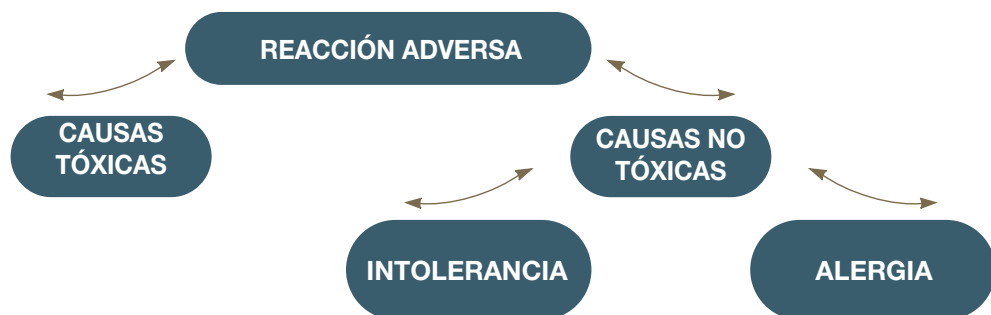 REACCIÓN ADVERSA
CAUSAS
TÓXICAS
CAUSAS NO
TÓXICAS
INTOLERANCIA
ALERGIA